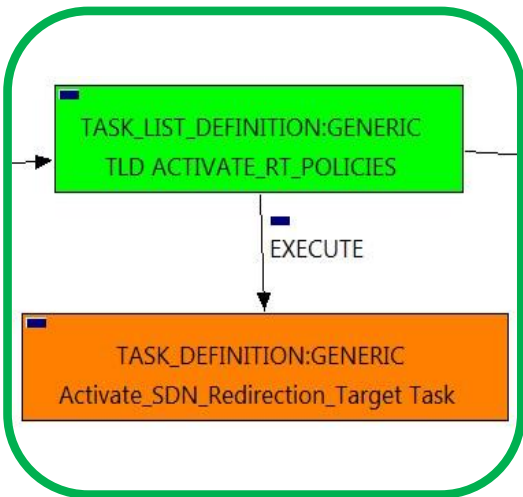 TASK_LIST_DEFINITION:GENERIC
TLD ACTIVATE_RT_POLICIES
EXECUTE
TASK_DEFINITION:GENERIC
Activate_SDN_Redirection_Target Task